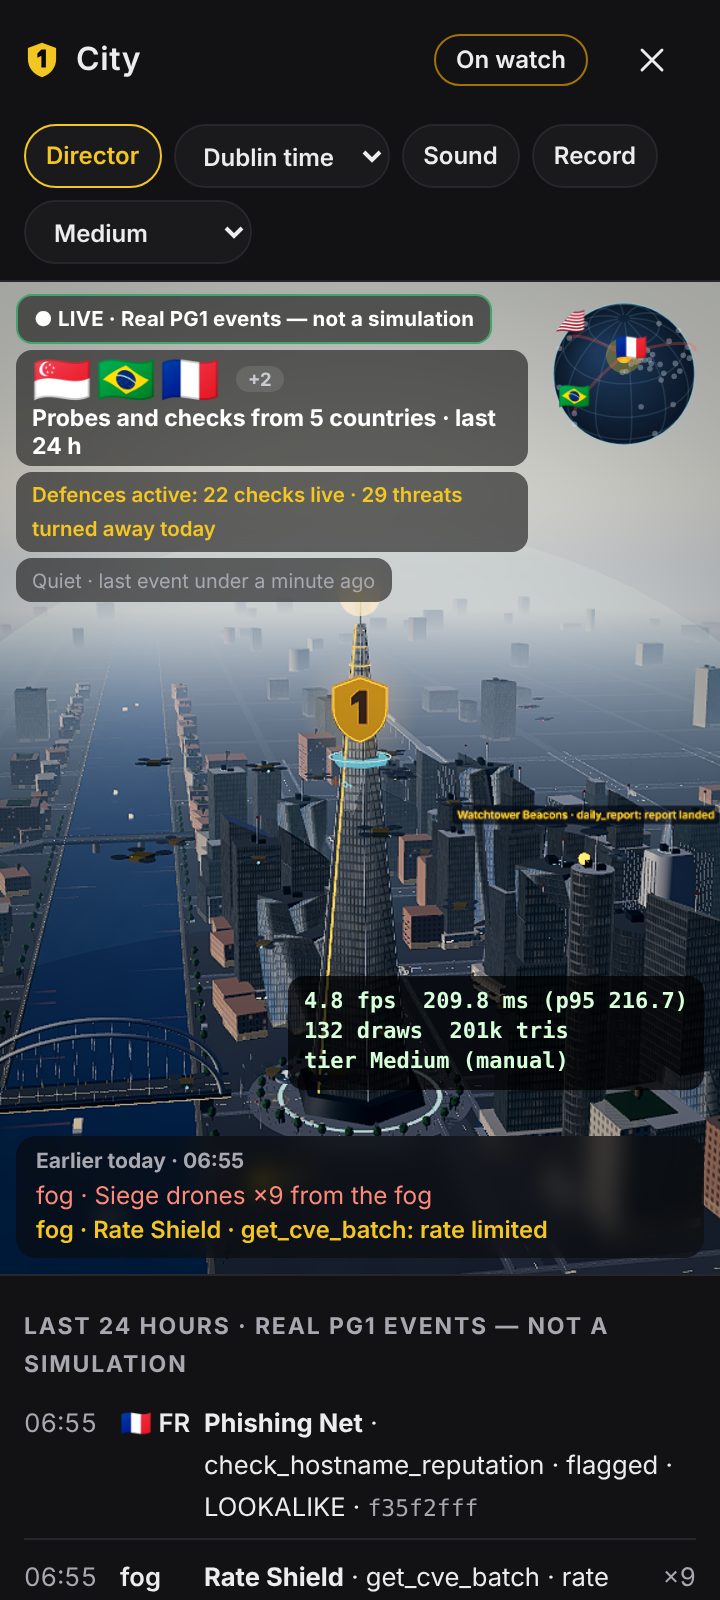 1 City On watch
Director Dublin time Sound Record
Medium
LIVE · Real PG1 events — not a simulation
+2
Probes and checks from 5 countries · last
24 h
Defences active: 22 checks live · 29 threats
turned away today
Quiet · last event under a minute ago
1
Watchtower Beacons · daily_report: report landed
4.8 fps 209.8 ms (p95 216.7)
132 draws 201k tris
tier Medium (manual)
Earlier today · 06:55
fog · Siege drones ×9 from the fog
fog · Rate Shield · get_cve_batch: rate limited
LAST 24 HOURS · REAL PG1 EVENTS — NOT A
SIMULATION
06:55 FR Phishing Net ·
check_hostname_reputation · flagged ·
LOOKALIKE · f35f2fff
06:55 fog Rate Shield · get_cve_batch · rate ×9